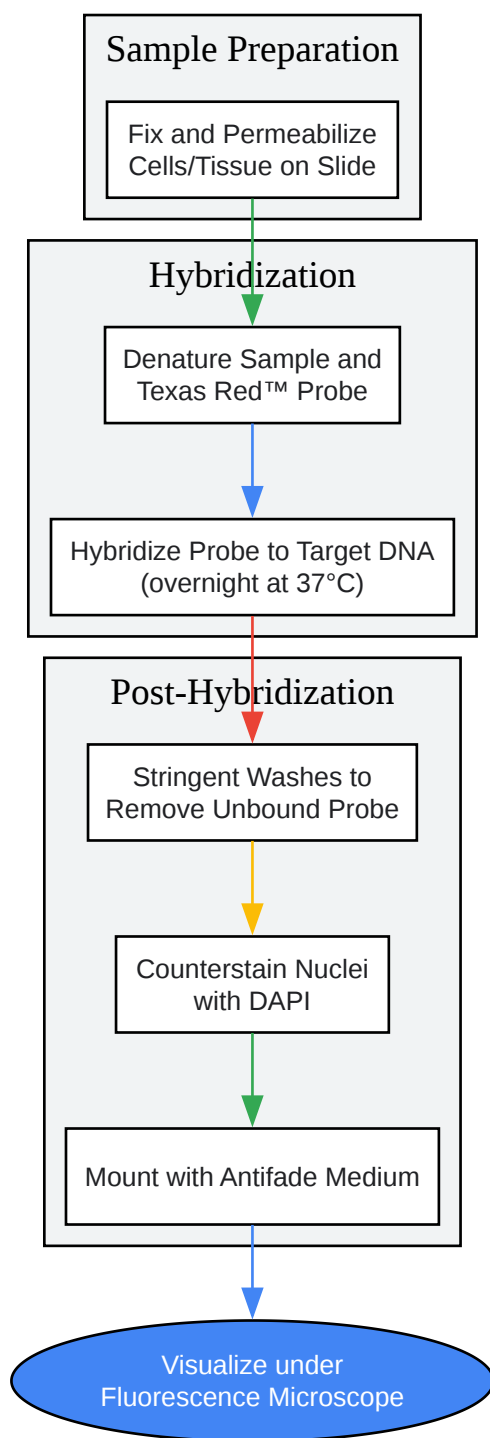 Sample Preparation
Fix and Permeabilize
Cells/Tissue on Slide
Hybridization
Denature Sample and
Texas Red™ Probe
Hybridize Probe to Target DNA
(overnight at 37°C)
Post-Hybridization
Stringent Washes to
Remove Unbound Probe
Counterstain Nuclei
with DAPI
Mount with Antifade Medium
Visualize under
Fluorescence Microscope